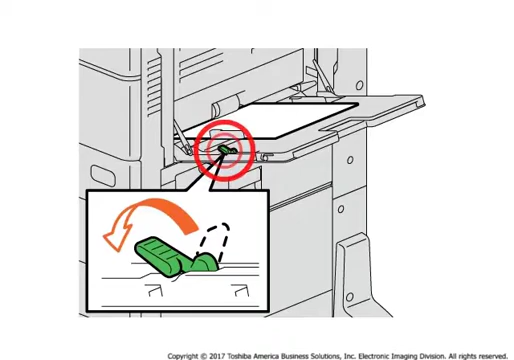 Copyright © 2017 Toshiba America Business Solutions, Inc. Electronic Imaging Division. All rights reserved.